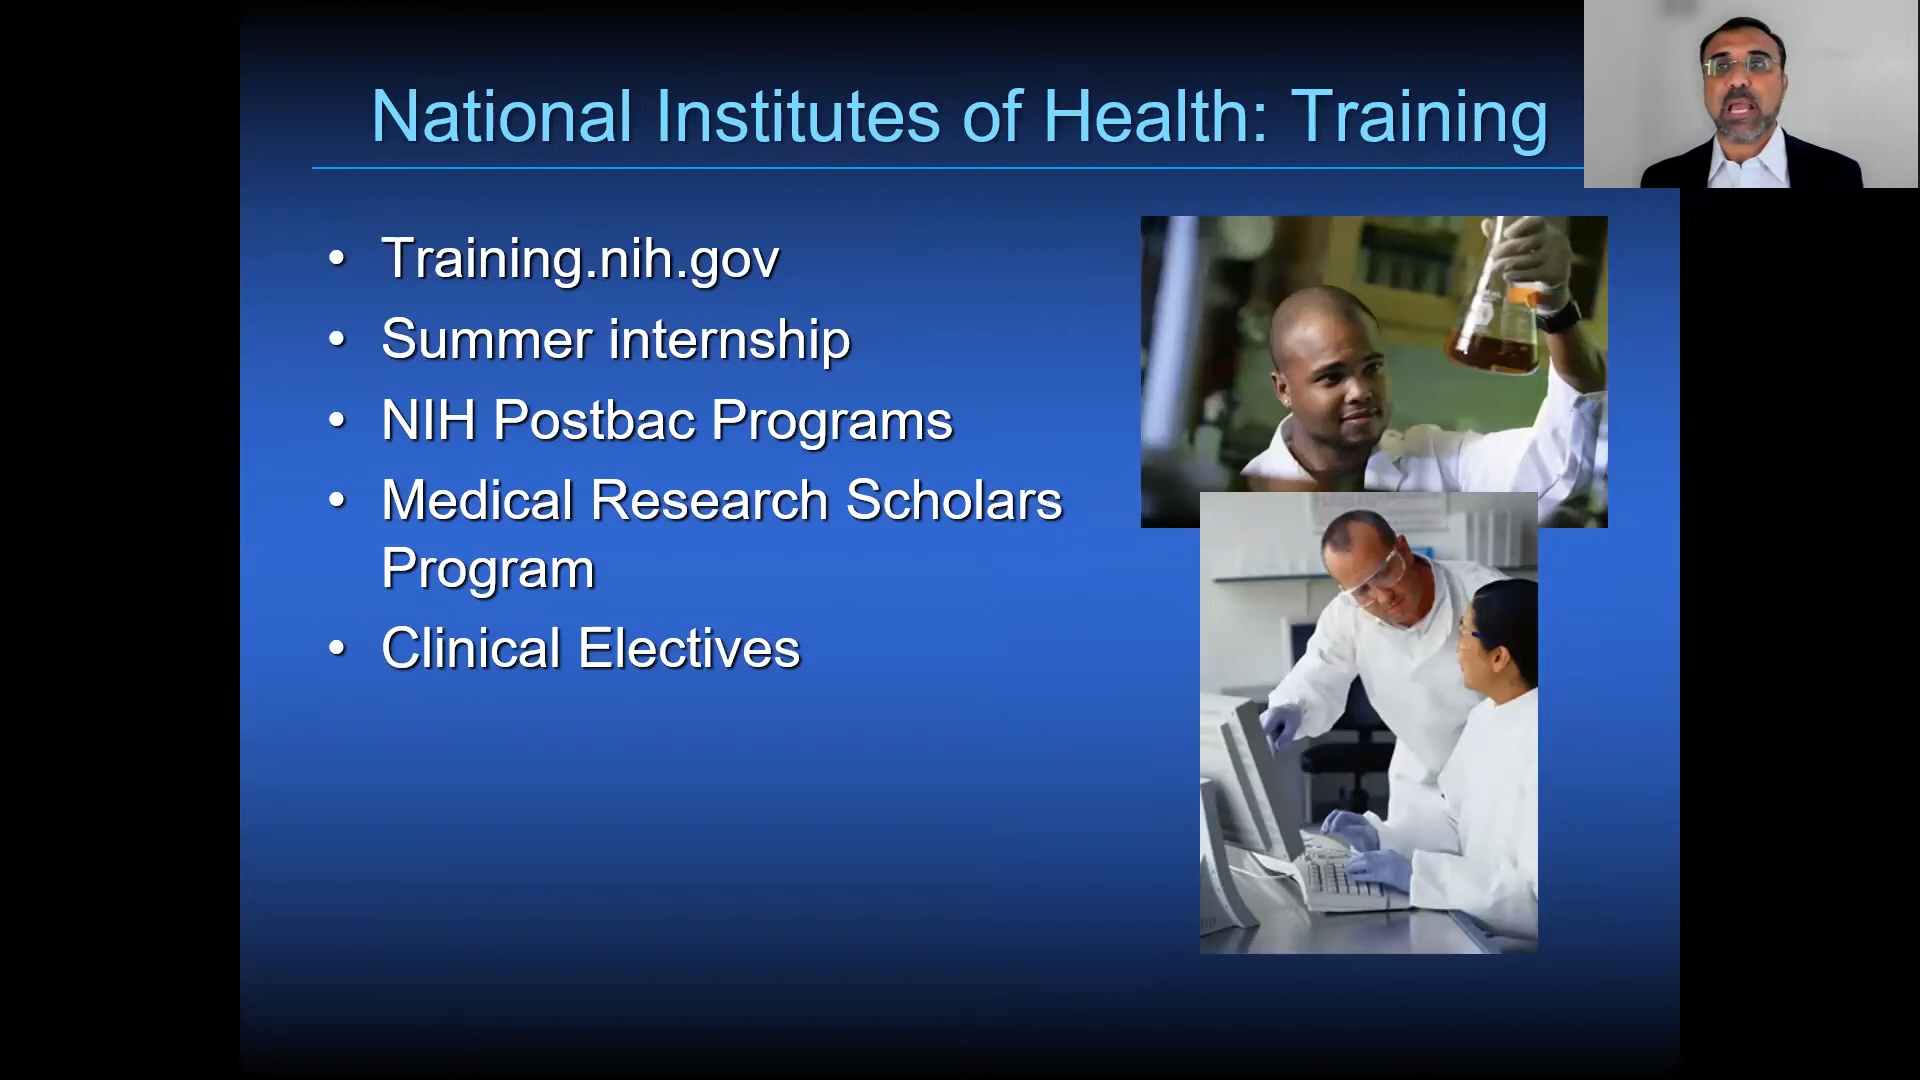 National Institutes of Health: Training
• Training.nih.gov
• Summer internship
• NIH Postbac Programs
• Medical Research Scholars
Program
• Clinical Electives